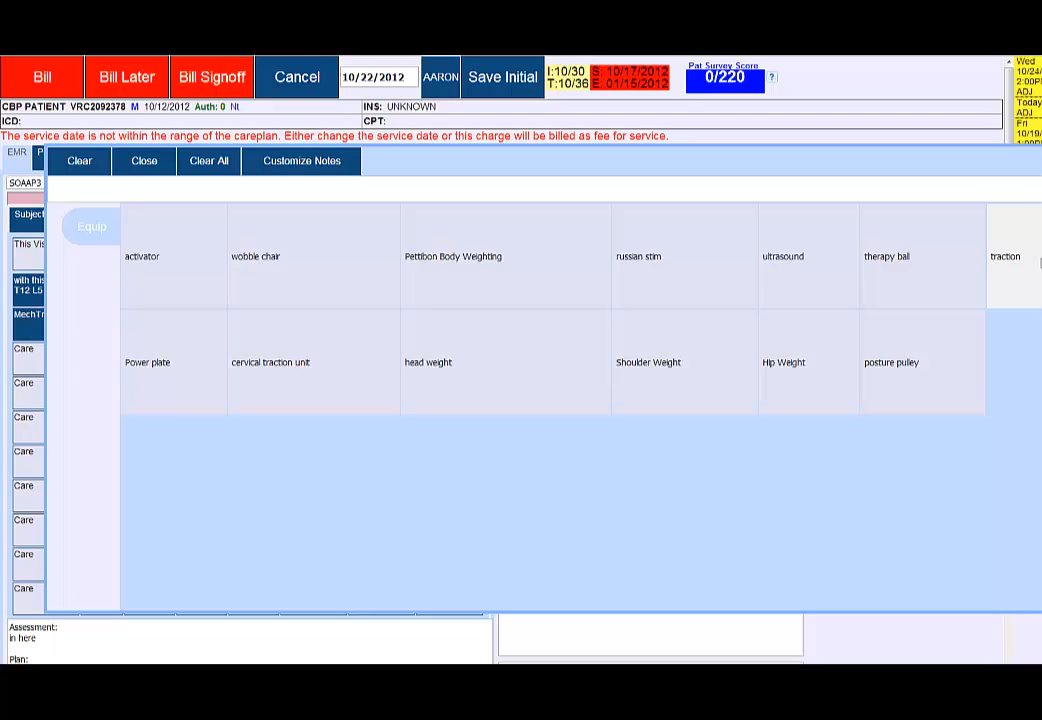 Bill Bill Later Bill Signoff Cancel 10/22/2012 AARON Save Initial I:10/30 S: 10/17/2012 Pat Survey Score Wed
T:10/36 E: 01/15/2012 0/220 ? 10/24/
2:00PM
ADJ
CBP PATIENT VRC2092378 M 10/12/2012 Auth: 0 Nt INS: UNKNOWN Today
ADJ
ICD: CPT: Fri
The service date is not within the range of the careplan. Either change the service date or this charge will be billed as fee for service. 10/19/
EMR P Clear Close Clear All Customize Notes
SOAAP3
Subject
Equip
This Vis
activator wobble chair Pettibon Body Weighting russian stim ultrasound therapy ball traction
with this
T12 L5
MechTr
Care
Power plate cervical traction unit head weight Shoulder Weight Hip Weight posture pulley
Care
Care
Care
Care
Care
Care
Care
Assessment:
in here
Plan: